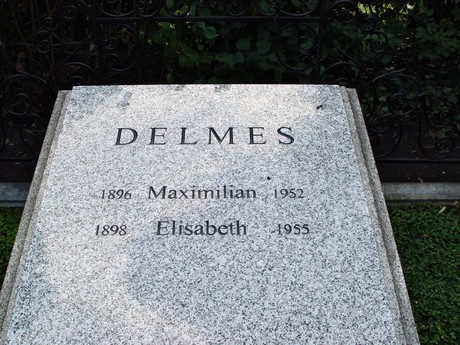 DELMES
1896 Maximilian 1952
1898 Elisabeth 1955